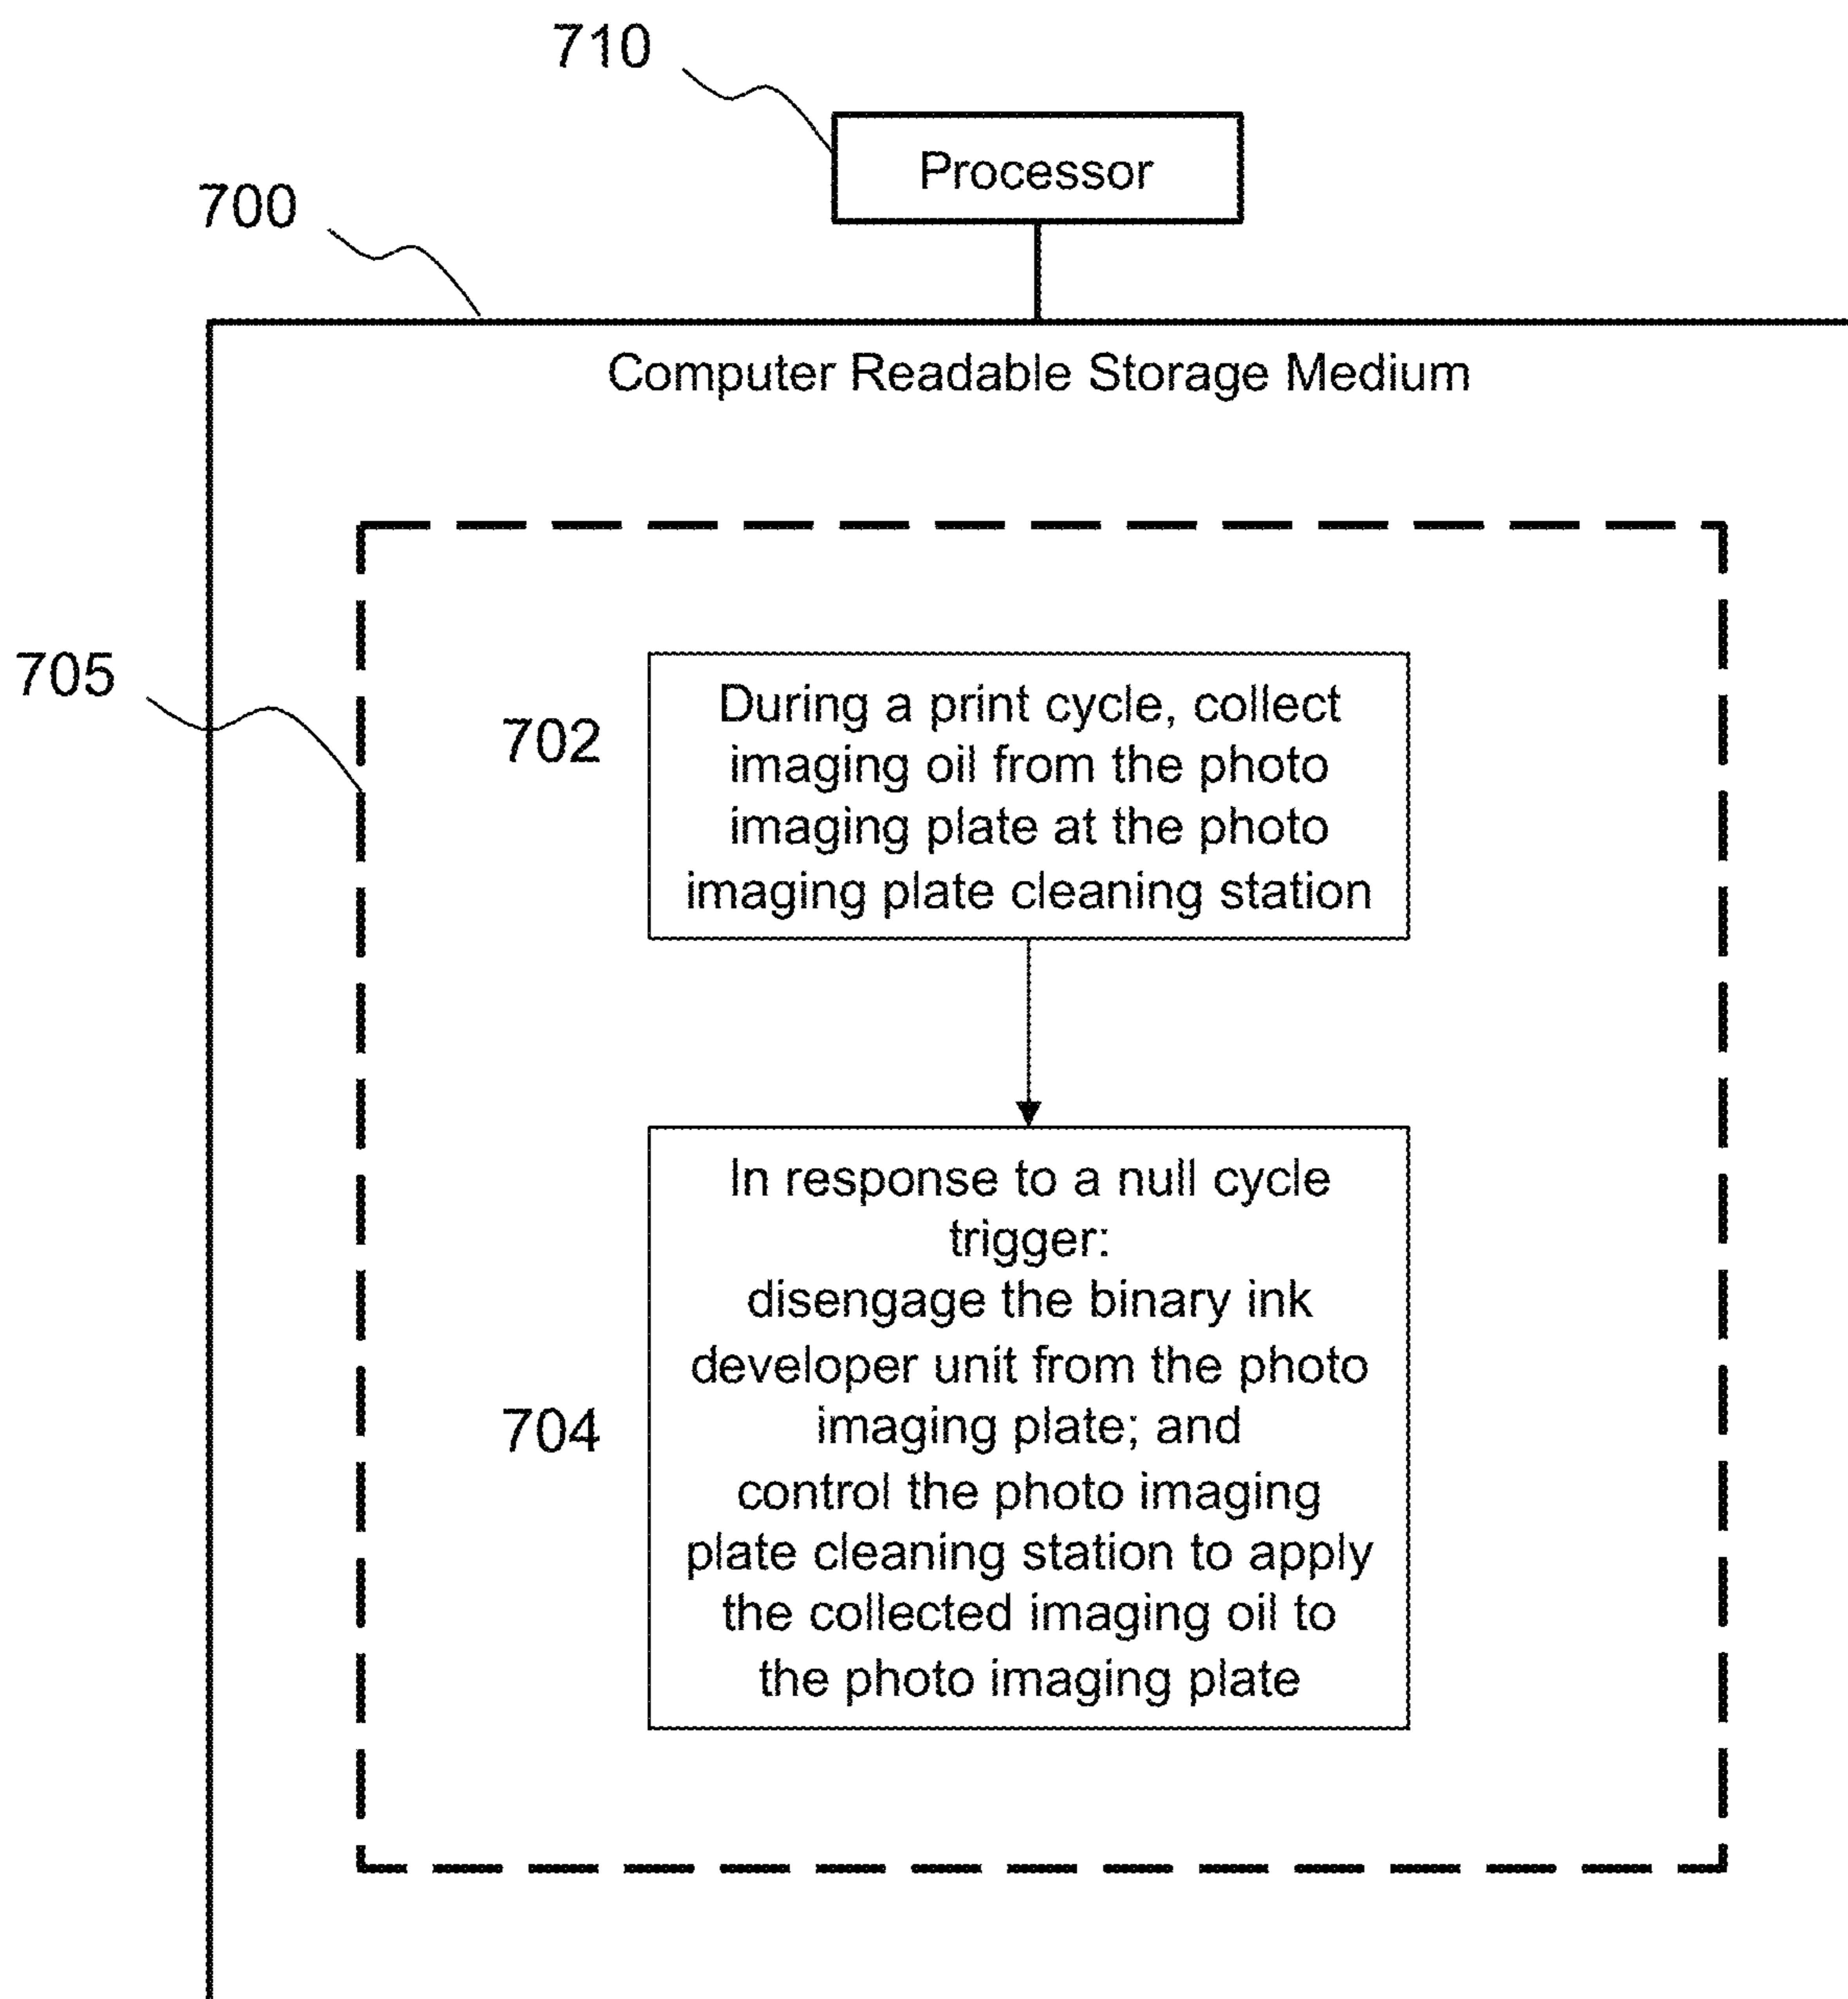 710
Processor
700
Computer Readable Storage Medium
705
702
During a print cycle, collect
imaging oil from the photo
imaging plate at the photo
imaging plate cleaning station
704
In response to a null cycle
trigger:
disengage the binary ink
developer unit from the photo
imaging plate; and
control the photo imaging
plate cleaning station to apply
the collected imaging oil to
the photo imaging plate